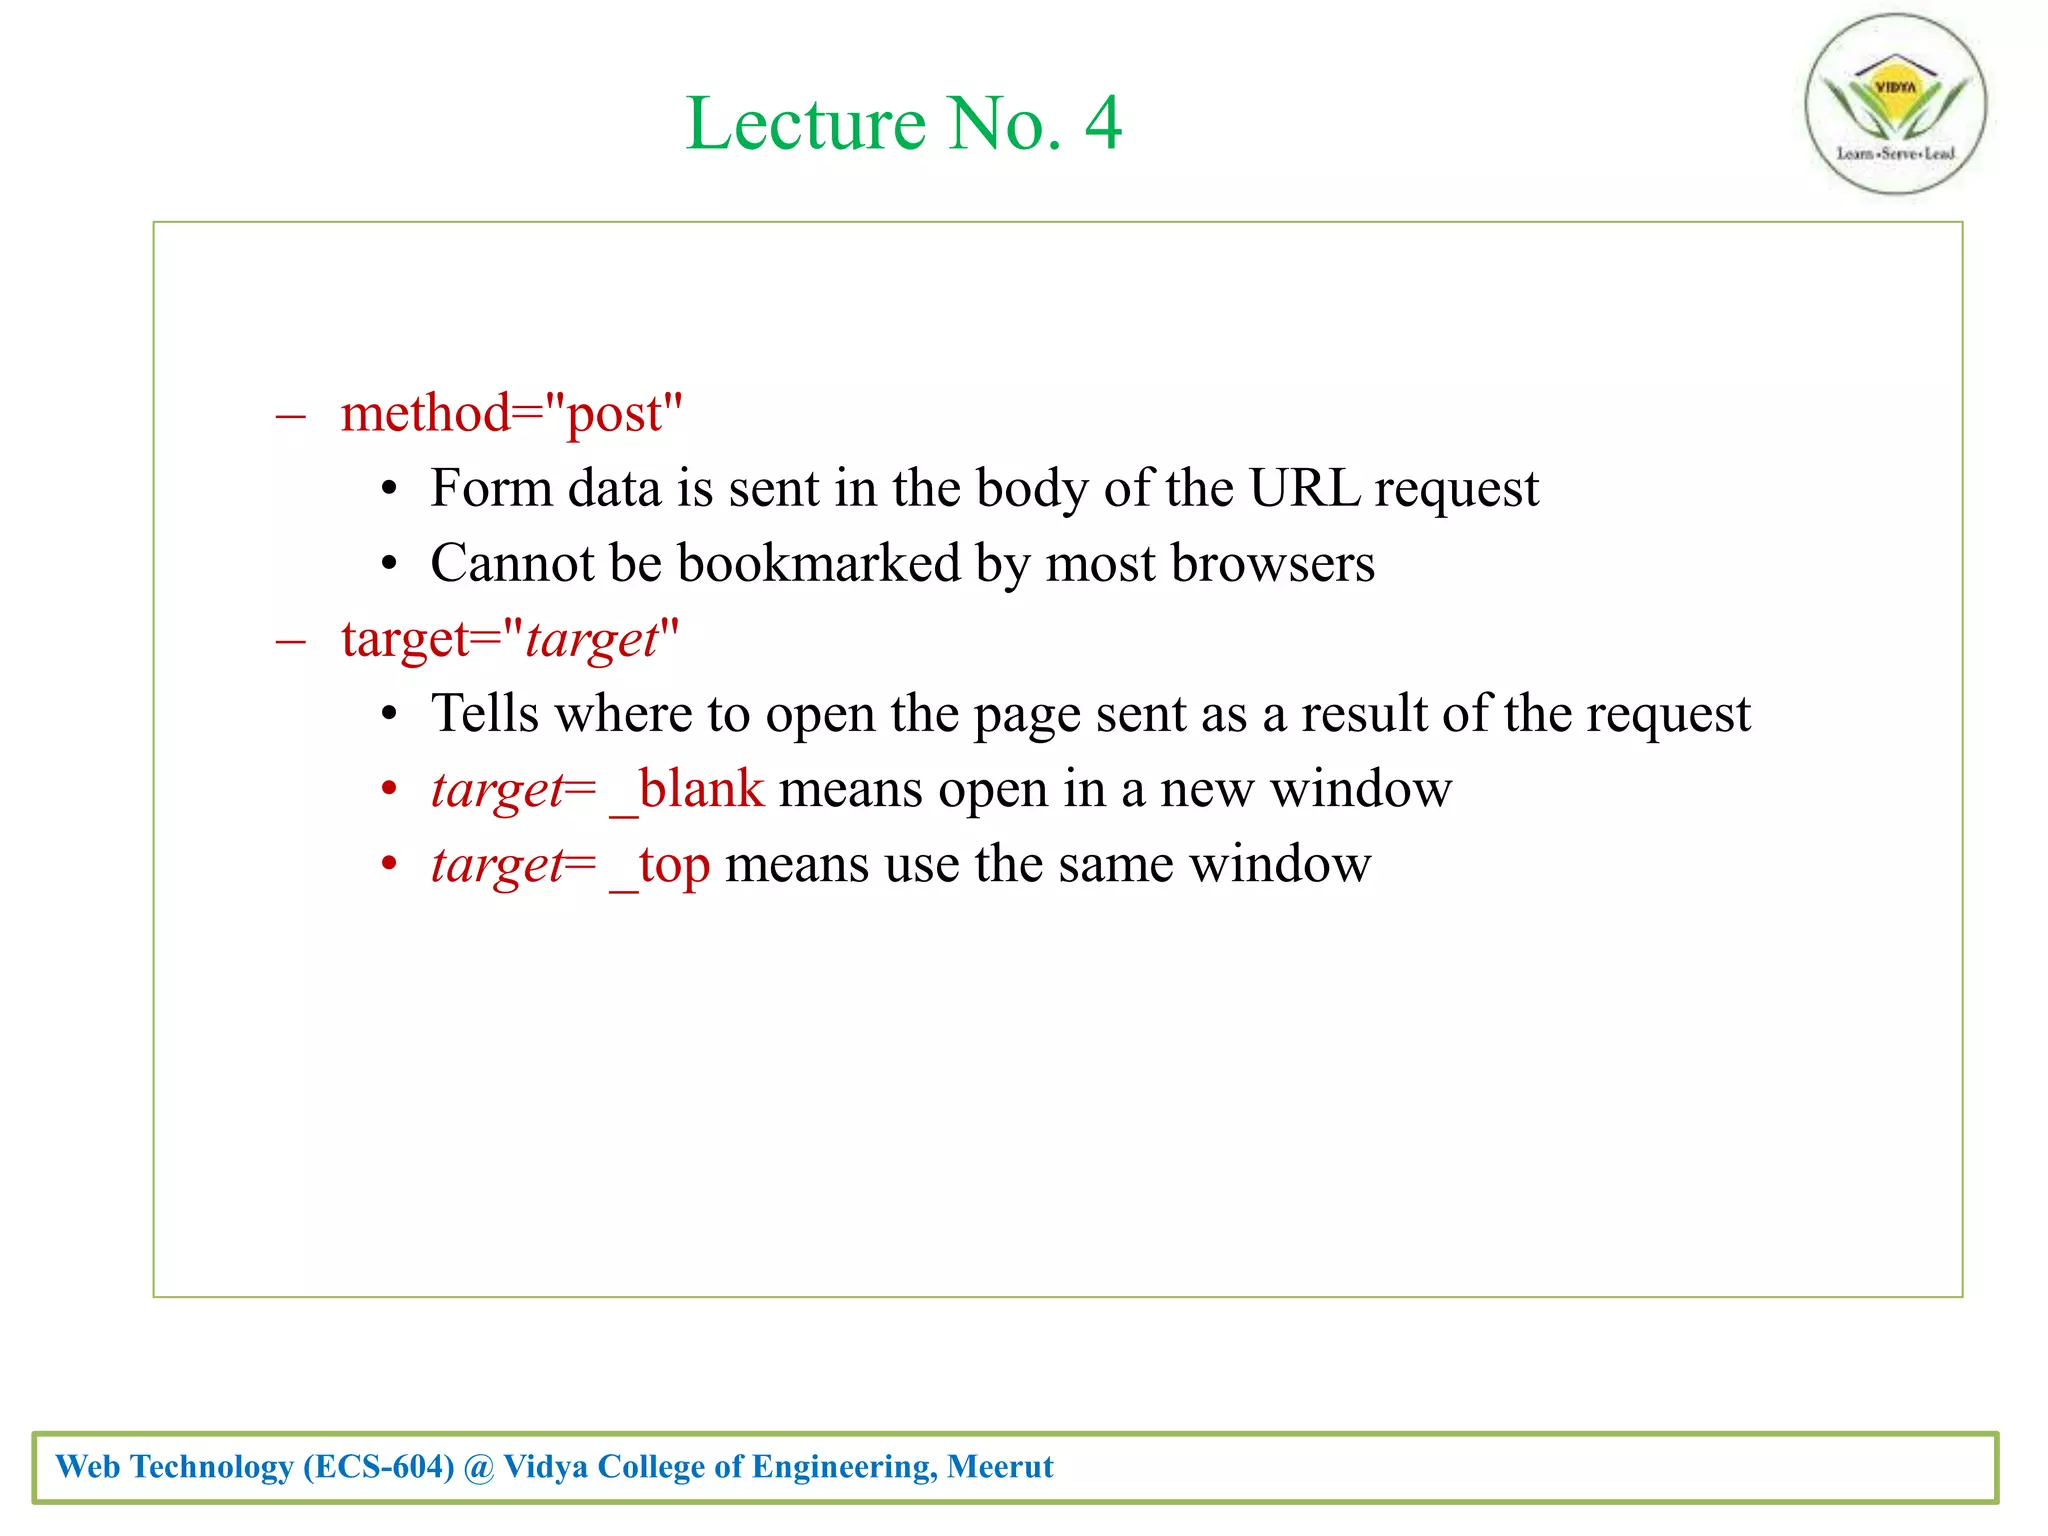 Lecture No. 4
VIDYA
Learn•Serve•Lead
– method="post"
• Form data is sent in the body of the URL request
• Cannot be bookmarked by most browsers
– target="target"
• Tells where to open the page sent as a result of the request
• target= _blank means open in a new window
• target= _top means use the same window
Web Technology (ECS-604) @ Vidya College of Engineering, Meerut